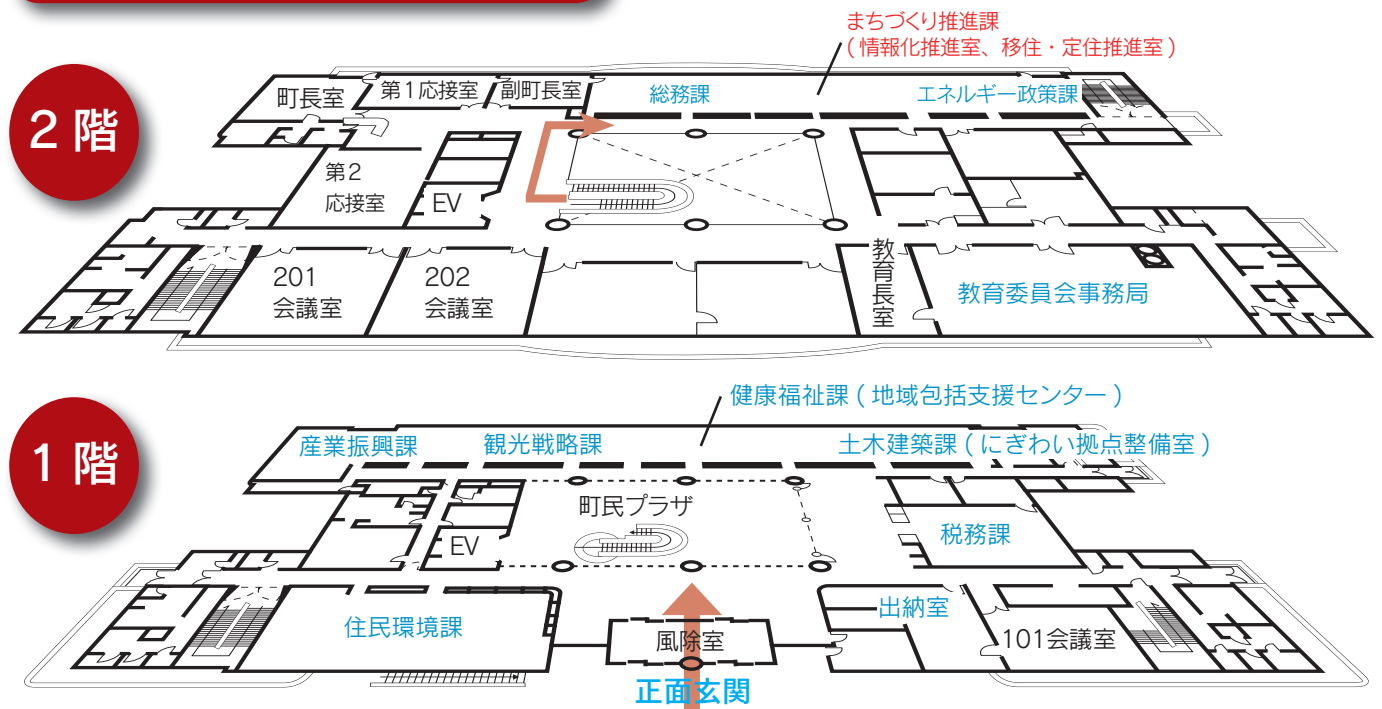 まちづくり推進課
(情報化推進室、移住・定住推進室)
2階
町長室
第1応接室
副町長室
総務課
エネルギー政策課
第2
応接室
EV
201
会議室
202
会議室
教育長室
教育委員会事務局
1階
健康福祉課(地域包括支援センター)
産業振興課
観光戦略課
土木建築課(にぎわい拠点整備室)
町民プラザ
EV
税務課
住民環境課
風除室
出納室
101会議室
正面玄関